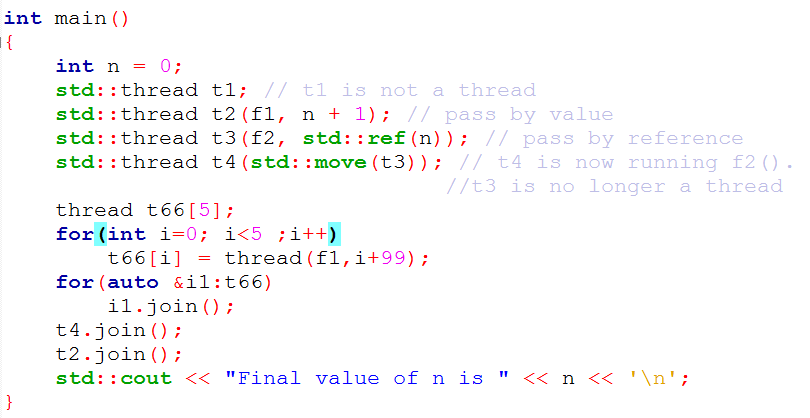 int main()
{
    int n = 0;
    std::thread t1; // t1 is not a thread
    std::thread t2(f1, n + 1); // pass by value
    std::thread t3(f2, std::ref(n)); // pass by reference
    std::thread t4(std::move(t3)); // t4 is now running f2().
                                  //t3 is no longer a thread
    thread t66[5];
    for(int i=0; i<5 ;i++)
        t66[i] = thread(f1,i+99);
    for(auto &i1:t66)
        i1.join();
    t4.join();
    t2.join();
    std::cout << "Final value of n is " << n << '\n';
}